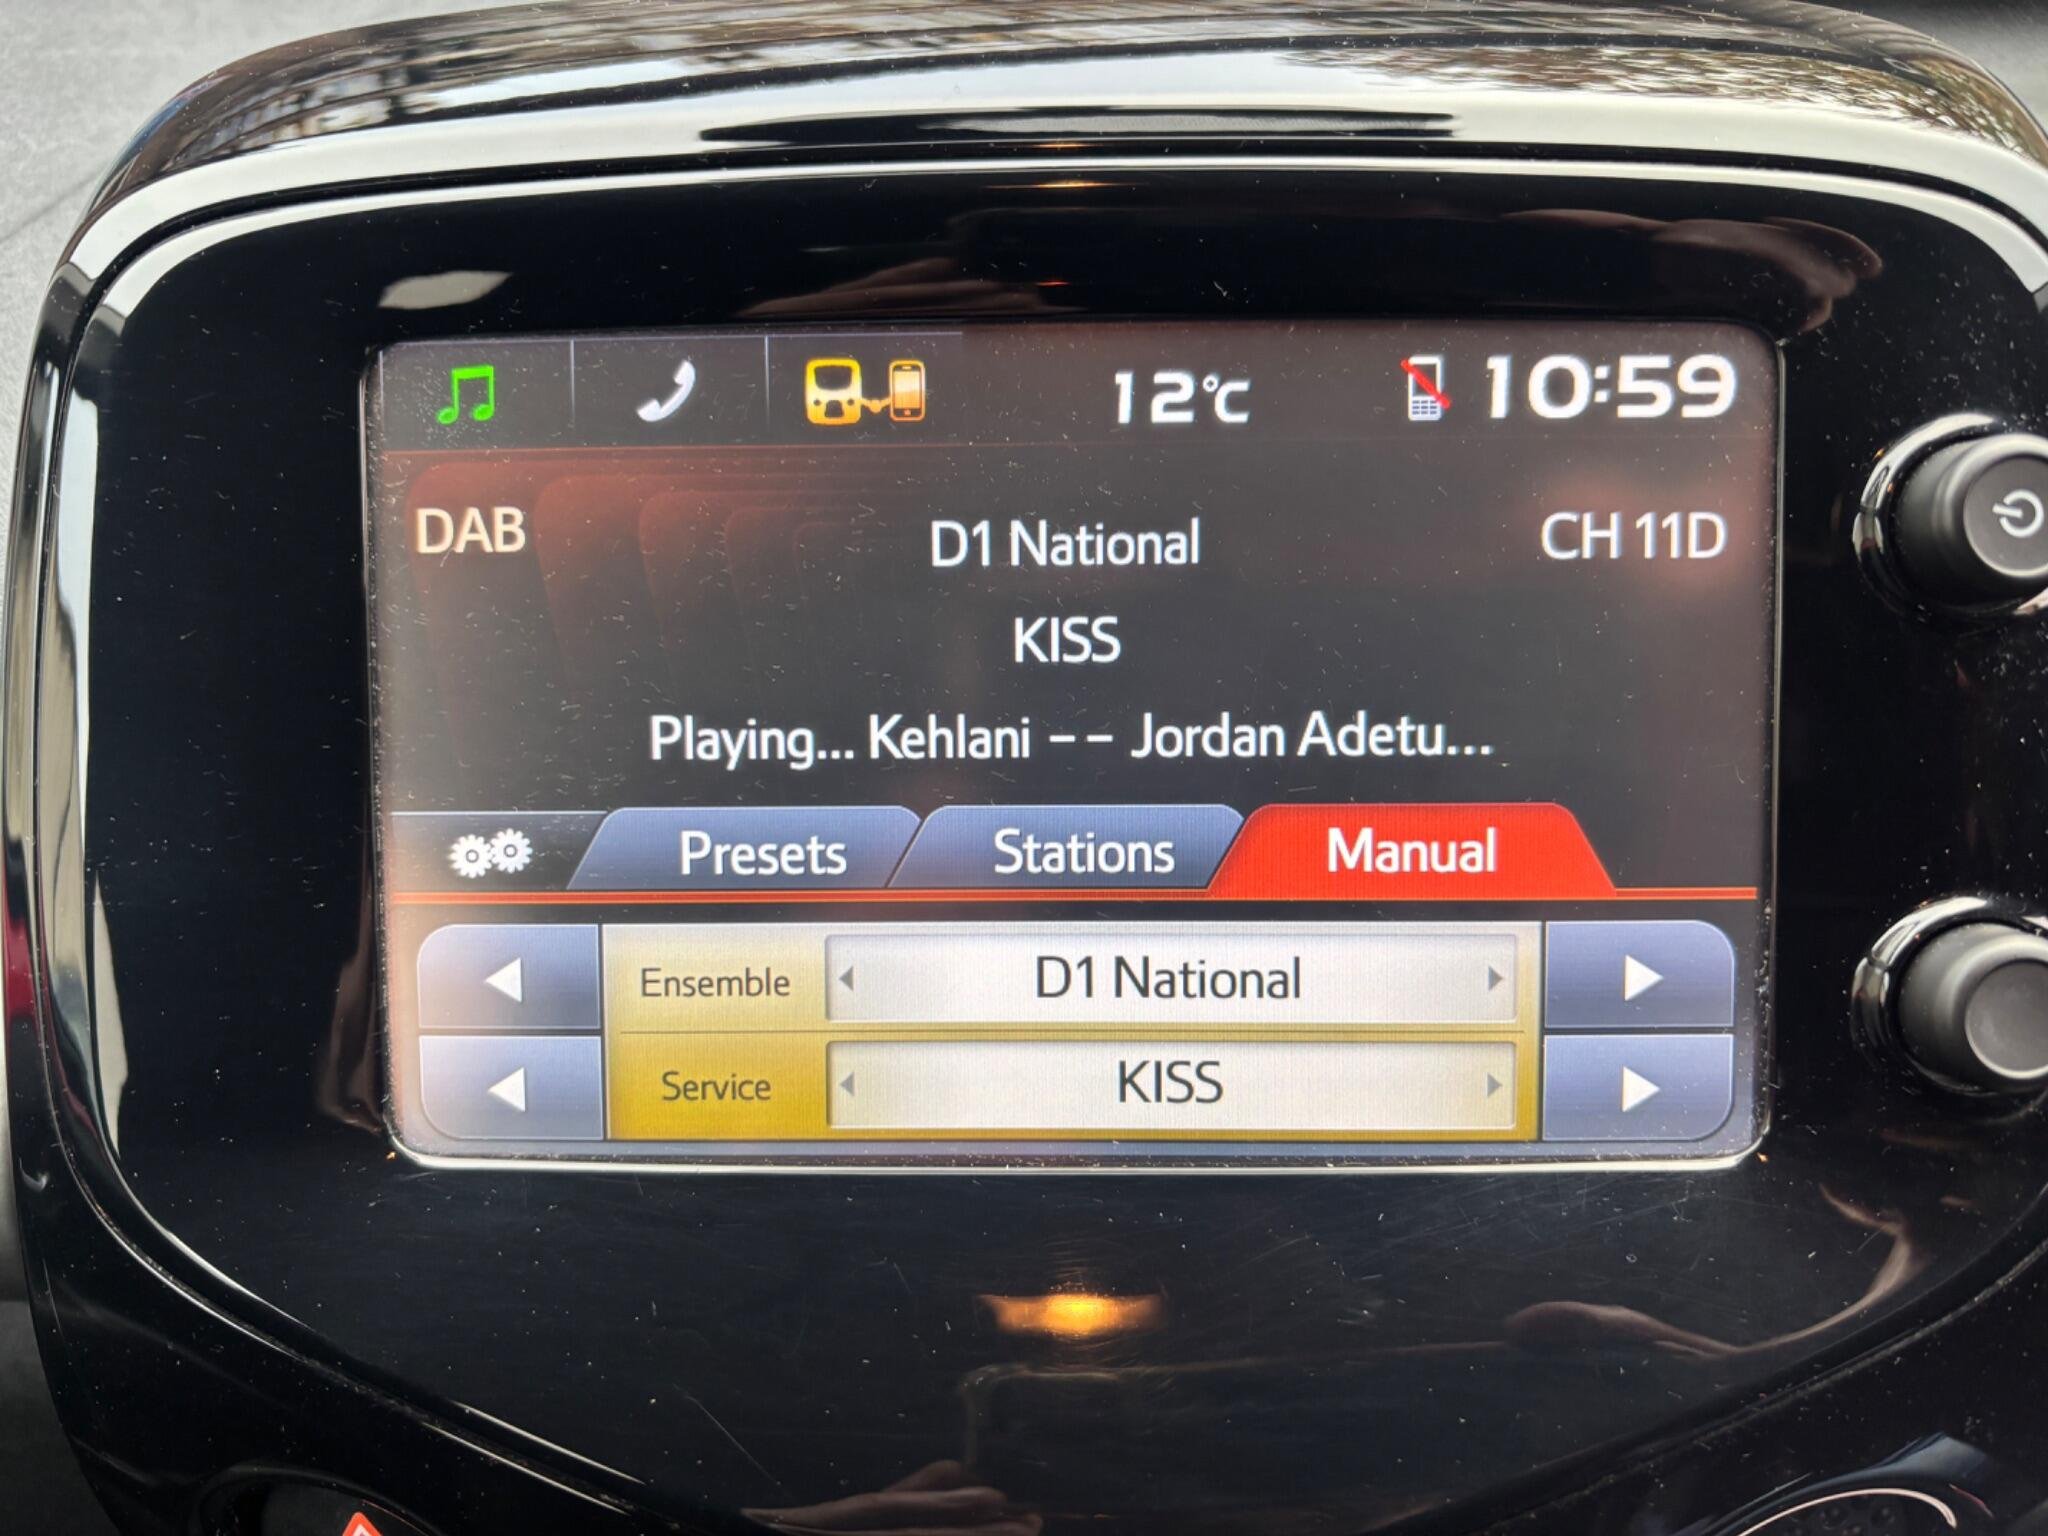 12°C
10:59
DAB
D1 National
CH 11D
KISS
Playing... Kehlani -- Jordan Adetu...
Presets
Stations
Manual
Ensemble
D1 National
Service
KISS